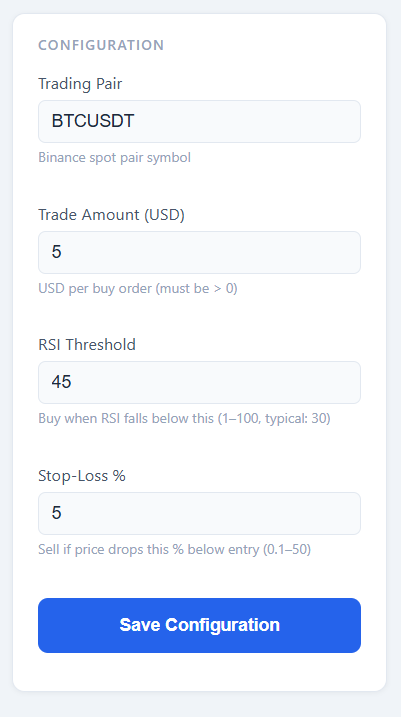 CONFIGURATION
Trading Pair
BTCUSDT
Binance spot pair symbol
Trade Amount (USD)
5
USD per buy order (must be > 0)
RSI Threshold
45
Buy when RSI falls below this (1–100, typical: 30)
Stop-Loss %
5
Sell if price drops this % below entry (0.1–50)
Save Configuration